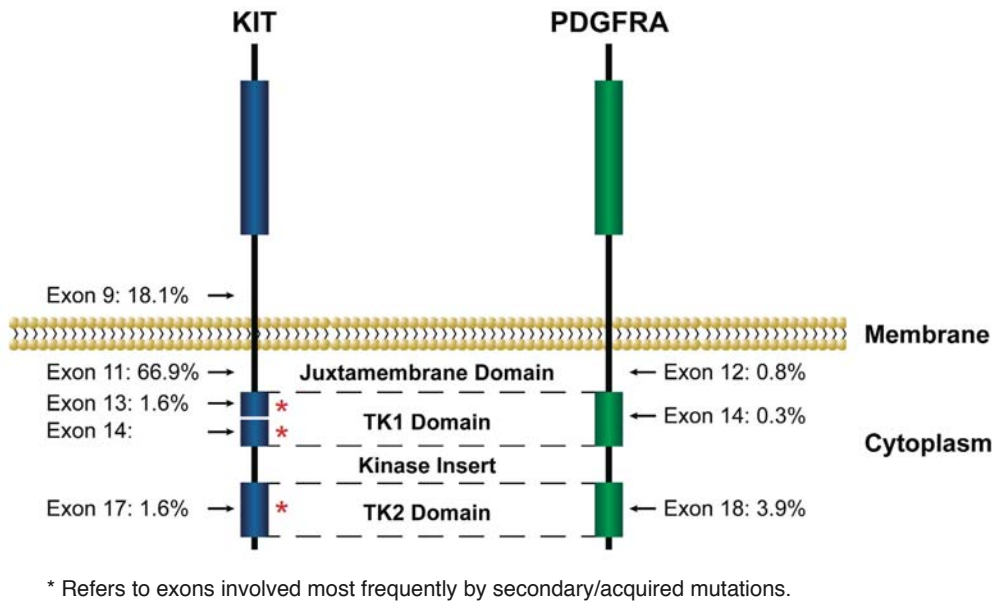 KIT PDGFRA
Exon 9: 18.1%
Membrane
Exon 11: 66.9% Juxtamembrane Domain Exon 12: 0.8%
Exon 13: 1.6% *
TK1 Domain Exon 14: 0.3%
Exon 14: *
Cytoplasm
Kinase Insert
Exon 17: 1.6% * TK2 Domain Exon 18: 3.9%
* Refers to exons involved most frequently by secondary/acquired mutations.